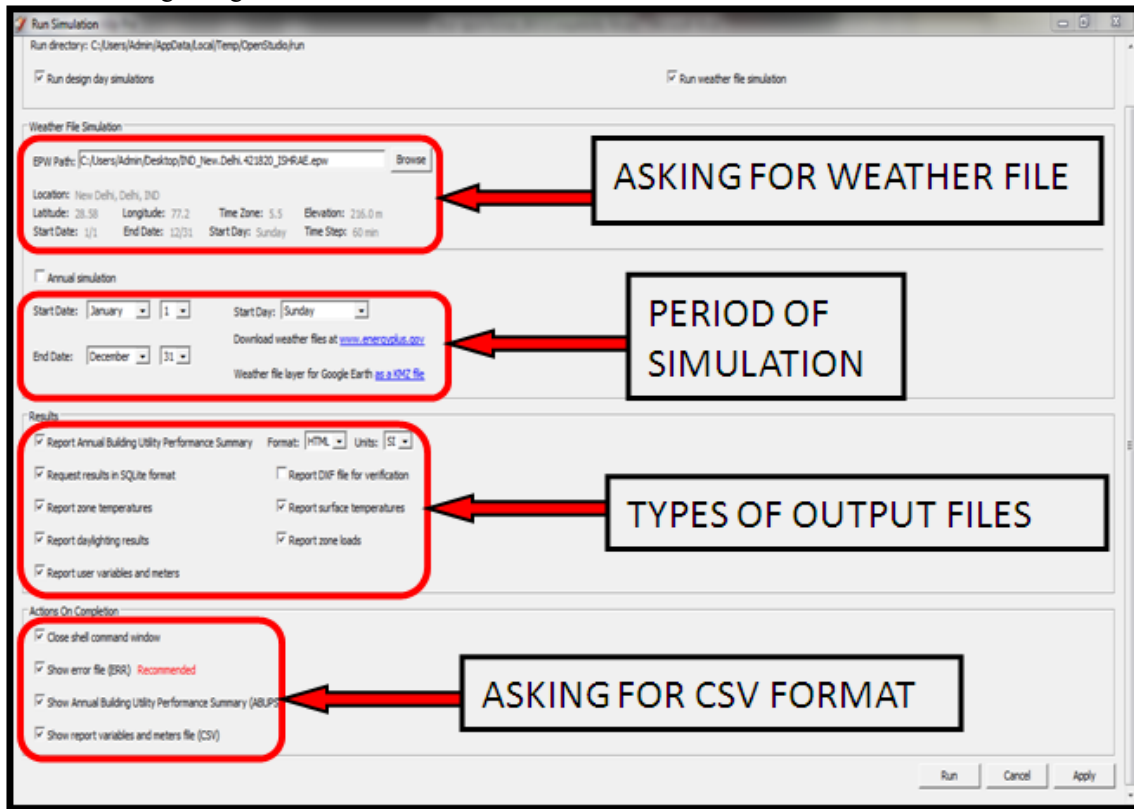 Run Simulation
Run directory: C:/Users/Admin/AppData/Local/Temp/OpenStudio/run
Run design day simulations Run weather file simulation
Weather File Simulation
EPW Path: C:/Users/Admin/Desktop/IND_New.Delhi.421820_ISHRAE.epw Browse
ASKING FOR WEATHER FILE
Location: New Delhi, Delhi, IND
Latitude: 28.58 Longitude: 77.2 Time Zone: 5.5 Elevation: 216.0 m
Start Date: 1/1 End Date: 12/31 Start Day: Sunday Time Step: 60 min
Annual simulation
Start Date: January 1 Start Day: Sunday
PERIOD OF
SIMULATION
Download weather files at www.energyplus.gov
End Date: December 31
Weather file layer for Google Earth as a KMZ file
Results
Report Annual Building Utility Performance Summary Format: HTML Units: SI
Request results in SQLite format Report DXF file for verification
Report zone temperatures Report surface temperatures
TYPES OF OUTPUT FILES
Report daylighting results Report zone loads
Report user variables and meters
Actions On Completion
Close shell command window
Show error file (ERR) Recommended
ASKING FOR CSV FORMAT
Show Annual Building Utility Performance Summary (ABUPS
Show report variables and meters file (CSV)
Run Cancel Apply